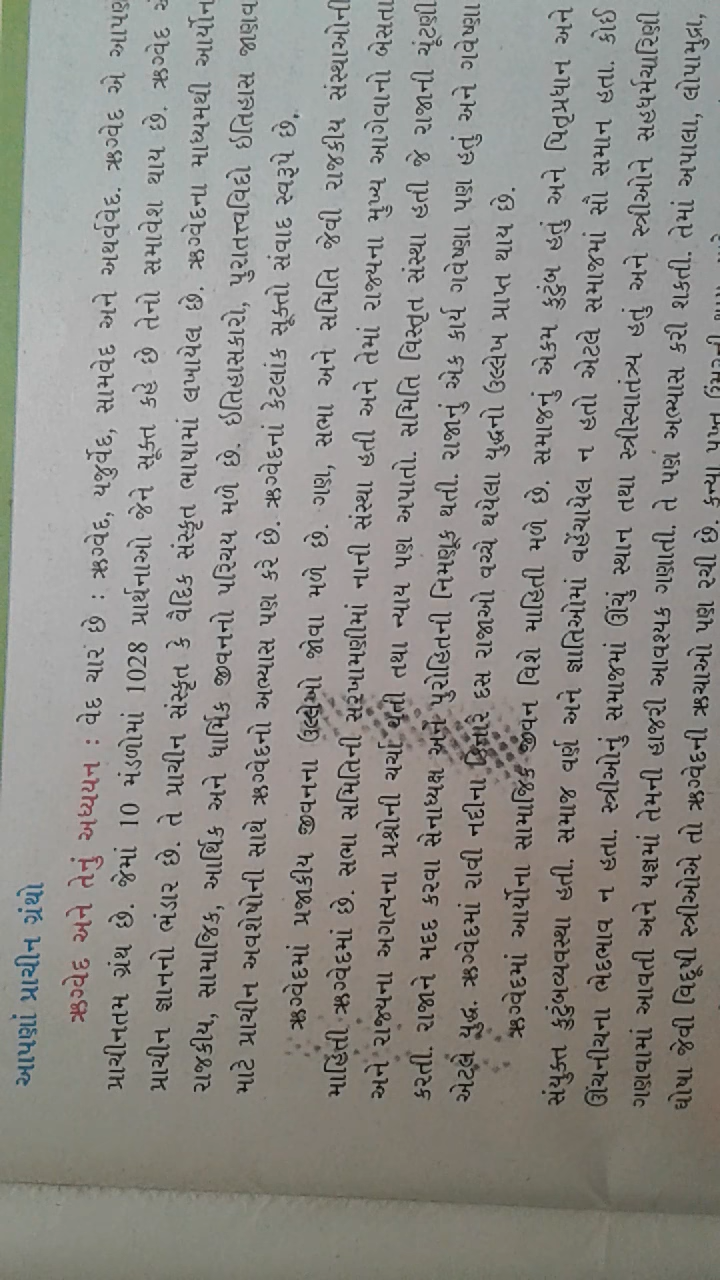 આપણાં પ્રાચીન ગ્રંથો
ઋગ્વેદ અને તેનું અધ્યયન : વેદ ચાર છે : ઋગ્વેદ, યજુર્વેદ, સામવેદ અને અથર્વવેદ. ઋગ્વેદ એ આપણ
પ્રાચીનતમ ગ્રંથ છે. જેમાં 10 મંડળોમાં 1028 પ્રાર્થનાઓ જેને સૂક્ત કહે છે તેનો સમાવેશ થાય છે. ઋગ્વેદ
પ્રાચીન જ્ઞાનનો ભંડાર છે. તે પ્રાચીન સંસ્કૃત કે વૈદિક સંસ્કૃત ભાષામાં લખાયેલ છે. ઋગ્વેદના માધ્યમથી આર્યોન
રાજકીય, સામાજિક, આર્થિક અને ધાર્મિક જીવનનો પરિચય મળે છે. ઇતિહાસકારો, પુરાતત્ત્વવિદો ઇતિહાસ જાણવ
માટે પ્રાચીન અવશેષોની સાથે ઋગ્વેદનો અભ્યાસ પણ કરે છે. ઋગ્વેદનાં કેટલાંક સૂક્તો સંવાદ સ્વરૂપે છે.
ઋગ્વેદમાં પ્રજાકીય જીવનના ઉલ્લેખો જોવા મળે છે. ગણ, સભા અને સમિતિ જેવી રાજકીય સંસ્થાઓની
માહિતી ઋગ્વેદમાં છે. સભા સમિતિની સરખામણીમાં નાની સંસ્થા હતી અને તેમાં રાજ્યના મુખ્ય આગેવાનો બેસતા
અને રાજ્યના અગત્યના પ્રશ્નોની ચર્ચા થતી તથા ન્યાય પણ અપાતો. સમિતિ વિસ્તૃત સંસ્થા હતી જે રાજાની ચૂંટણી
કરતી. રાજાને મદદ કરવા સેનાધ્યક્ષ અને પુરોહિતની નિમણૂક થતી. રાજાનું એક કાર્ય ગવેષણા પણ હતું અને ગવેષણા
એટલે યુદ્ધ. ઋગ્વેદમાં રાવી નદીના કિનારે દસ રાજાઓ વચ્ચે થયેલા યુદ્ધનો ઉલ્લેખ પ્રાપ્ત થાય છે.
ઋગ્વેદમાં આર્યોના સામાજિક જીવન વિશે માહિતી મળે છે. સમાજનું એકમ કુટુંબ હતું અને પિતૃપ્રધાન અને
સંયુક્ત કુટુંબવ્યવસ્થા હતી. સમાજ વર્ણ અને જ્ઞાતિઓમાં વહેંચાયેલ ન હતો એટલે સમાજમાં સૌ સમાન હતા. કોઈ
ઊંચનીચના ભેદભાવ ન હતા. સ્ત્રીઓનું સમાજમાં ઊંચું સ્થાન તથા સ્ત્રીસ્વાતંત્ર્ય હતું અને સ્ત્રીઓને સહધર્મચારિણી
ગણવામાં આવતી અને યજ્ઞમાં તેમની હાજરી આવશ્યક ગણાતી. તે પણ અભ્યાસ કરી શકતી. તેમાં અપાલા, લોપામુદ્રા,
ઘોષા જેવી વિદુષી સ્ત્રીઓએ તો ઋગ્વેદની ઋચાઓ પણ રચી છે કન્યા